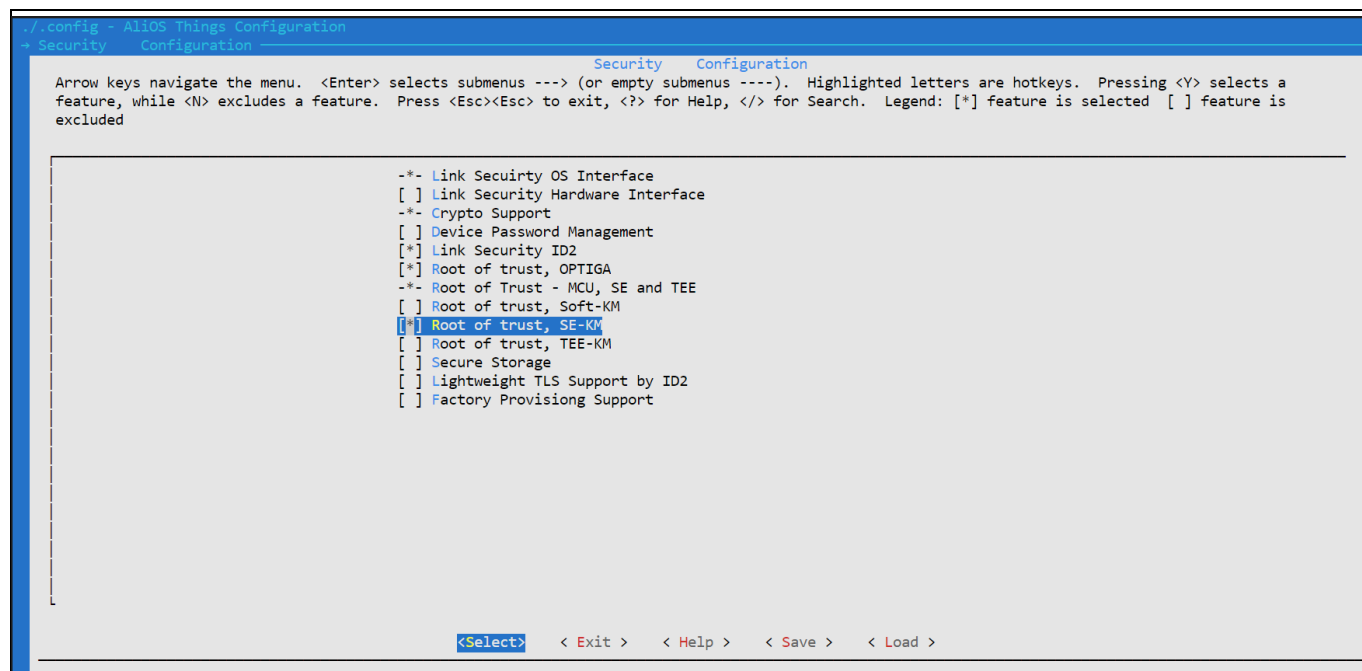 ./.config - AliOS Things Configuration
→ Security    Configuration
Security    Configuration
Arrow keys navigate the menu.  <Enter> selects submenus ---> (or empty submenus ----).  Highlighted letters are hotkeys.  Pressing <Y> selects a
feature, while <N> excludes a feature.  Press <Esc><Esc> to exit, <?> for Help, </> for Search.  Legend: [*] feature is selected  [ ] feature is
excluded
-*- Link Secuirty OS Interface
[ ] Link Security Hardware Interface
-*- Crypto Support
[ ] Device Password Management
[*] Link Security ID2
[*] Root of trust, OPTIGA
-*- Root of Trust - MCU, SE and TEE
[ ] Root of trust, Soft-KM
[*] Root of trust, SE-KM
[ ] Root of trust, TEE-KM
[ ] Secure Storage
[ ] Lightweight TLS Support by ID2
[ ] Factory Provisiong Support
<Select>    < Exit >    < Help >    < Save >    < Load >